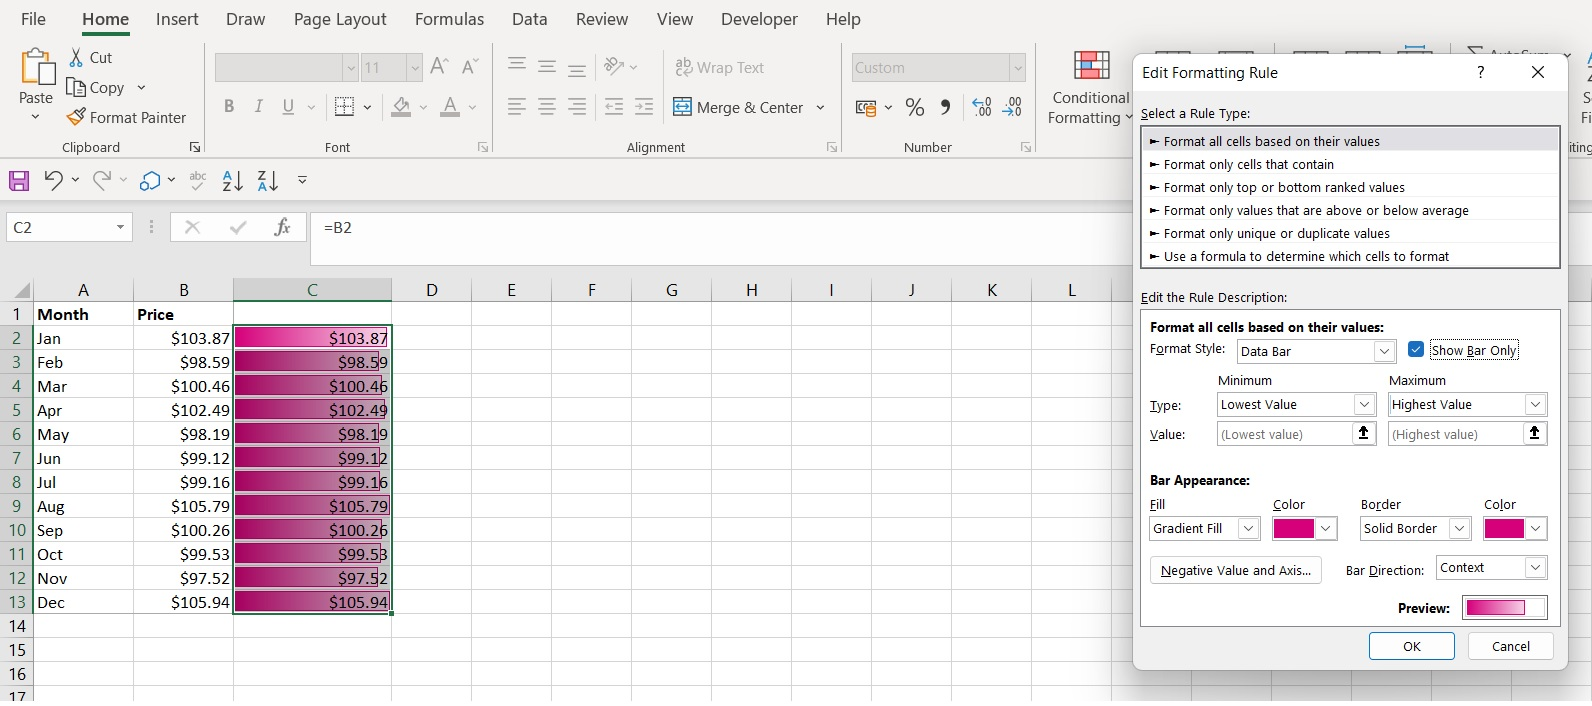 File Home Insert Draw Page Layout Formulas Data Review View Developer Help
Paste
Cut
Copy
Format Painter
Clipboard
11
A A
B I U A
Font
ab Wrap Text
Merge & Center
Alignment
Custom
% 9 .00
Number
Conditional
Formatting
AutoSum
iting
abc
C2 fx =B2
A B C D E F G H I J K L
1 Month Price
2 Jan $103.87 $103.87
3 Feb $98.59 $98.59
4 Mar $100.46 $100.46
5 Apr $102.49 $102.49
6 May $98.19 $98.19
7 Jun $99.12 $99.12
8 Jul $99.16 $99.16
9 Aug $105.79 $105.79
10 Sep $100.26 $100.26
11 Oct $99.53 $99.53
12 Nov $97.52 $97.52
13 Dec $105.94 $105.94
14
15
16
17
Edit Formatting Rule ?
Select a Rule Type:
► Format all cells based on their values
► Format only cells that contain
► Format only top or bottom ranked values
► Format only values that are above or below average
► Format only unique or duplicate values
► Use a formula to determine which cells to format
Edit the Rule Description:
Format all cells based on their values:
Format Style: Data Bar Show Bar Only
Minimum Maximum
Type: Lowest Value Highest Value
Value: (Lowest value) (Highest value)
Bar Appearance:
Fill Color Border Color
Gradient Fill Solid Border
Negative Value and Axis... Bar Direction: Context
Preview:
OK Cancel